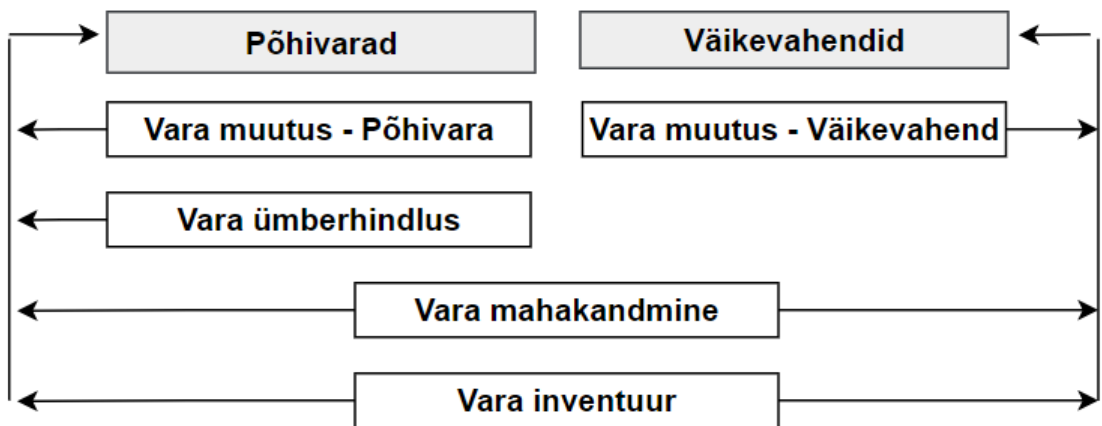 Põhivarad
Väikevahendid
Vara muutus - Põhivara
Vara muutus - Väikevahend
Vara ümberhindlus
Vara mahakandmine
Vara inventuur